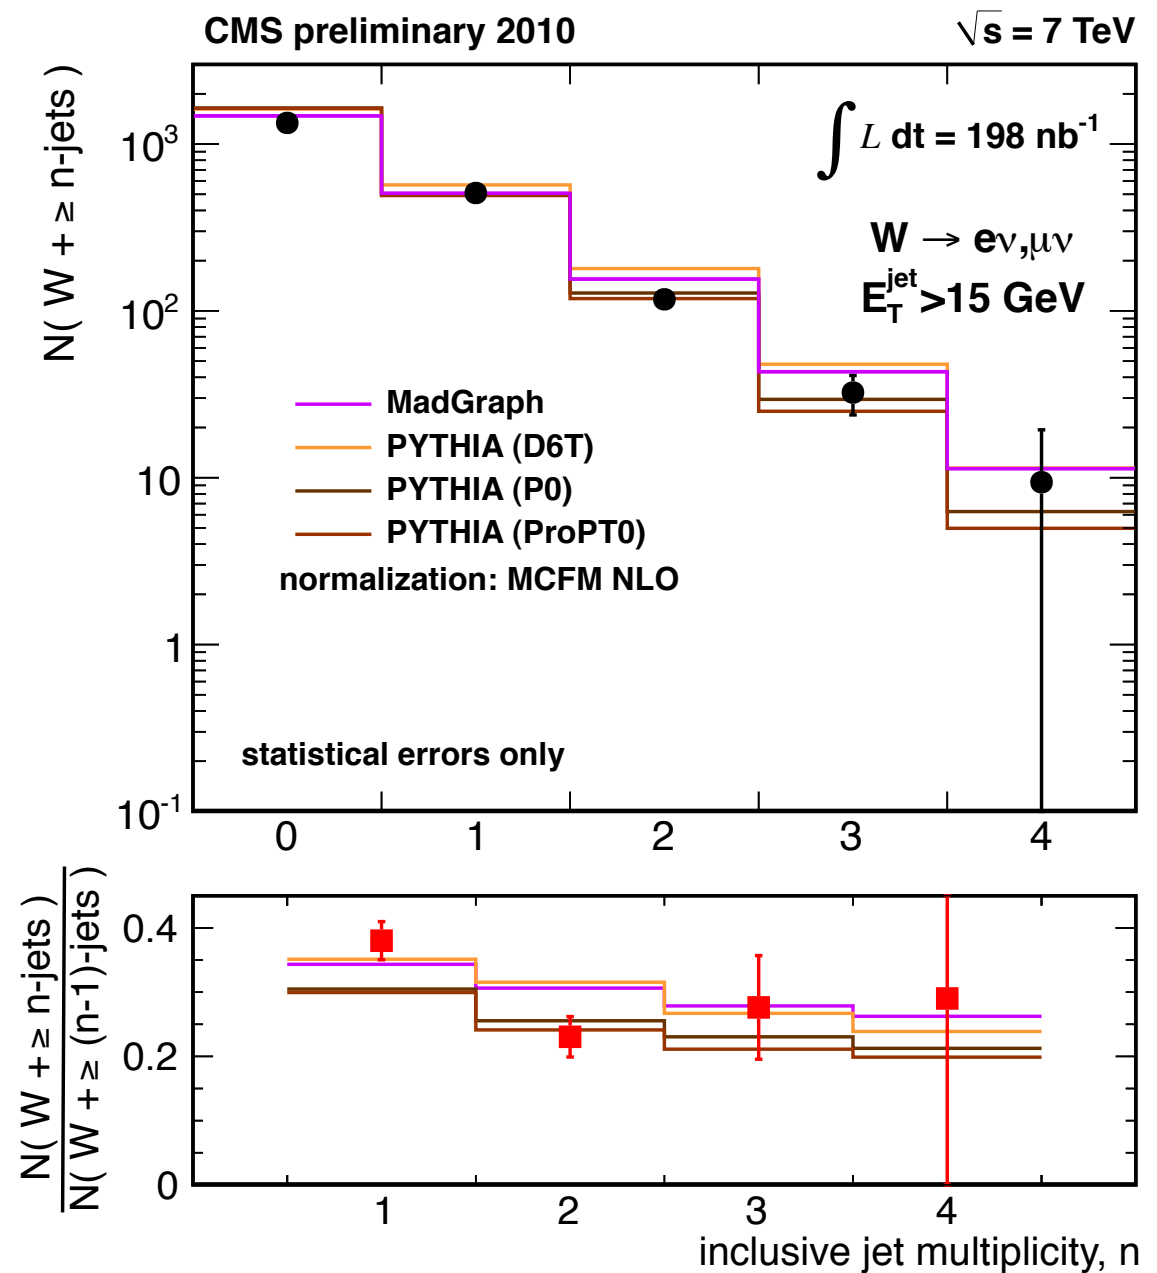 CMS preliminary 2010
√s = 7 TeV
N( W + ≥ n-jets )
10³
10²
10
1
10⁻¹
∫ L dt = 198 nb⁻¹
W → eν,μν
E_T^jet >15 GeV
MadGraph
PYTHIA (D6T)
PYTHIA (P0)
PYTHIA (ProPT0)
normalization: MCFM NLO
statistical errors only
0 1 2 3 4
N( W + ≥ n-jets )
N( W + ≥ (n-1)-jets )
0.4
0.2
0
1 2 3 4
inclusive jet multiplicity, n